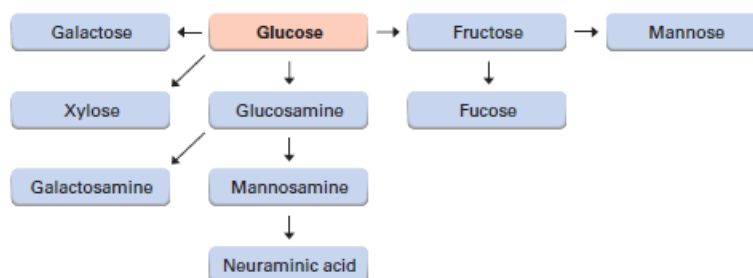 Galactose
Glucose
Fructose
Mannose
Xylose
Glucosamine
Fucose
Galactosamine
Mannosamine
Neuraminic acid